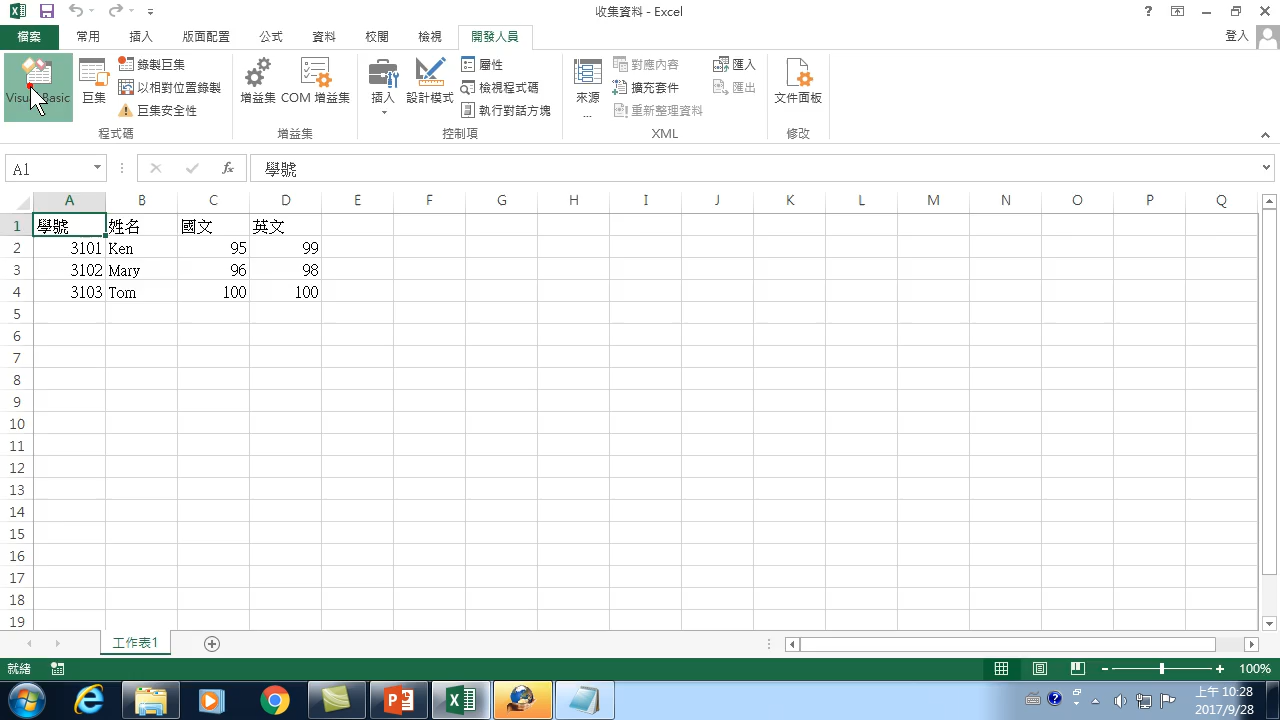 收集資料 - Excel
檔案 常用 插入 版面配置 公式 資料 校閱 檢視 開發人員 登入
Visual Basic 巨集 錄製巨集 以相對位置錄製 巨集安全性 程式碼
增益集 COM 增益集 增益集
插入 設計模式 屬性 檢視程式碼 執行對話方塊 控制項
來源 ... 對應內容 擴充套件 重新整理資料 匯入 匯出 XML
文件面板 修改
A1 fx 學號
A B C D E F G H I J K L M N O P Q
1 學號 姓名 國文 英文
2 3101 Ken 95 99
3 3102 Mary 96 98
4 3103 Tom 100 100
5
6
7
8
9
10
11
12
13
14
15
16
17
18
19
工作表1
就緒 100%
上午 10:28
2017/9/28